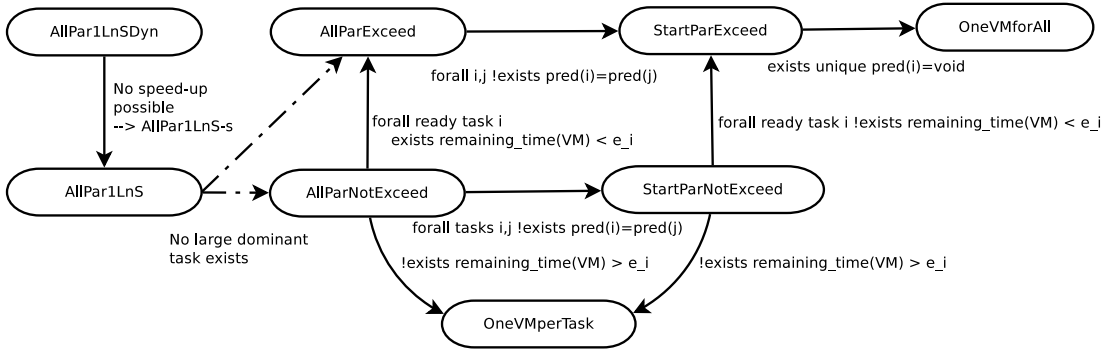 AllPar1LnSDyn
AllParExceed
StartParExceed
OneVMforAll
forall i,j !exists pred(i)=pred(j)
exists unique pred(i)=void
No speed-up
possible
--> AllPar1LnS-s
forall ready task i
exists remaining_time(VM) < e_i
forall ready task i !exists remaining_time(VM) < e_i
AllPar1LnS
AllParNotExceed
StartParNotExceed
No large dominant
task exists
forall tasks i,j !exists pred(i)=pred(j)
!exists remaining_time(VM) > e_i
!exists remaining_time(VM) > e_i
OneVMperTask